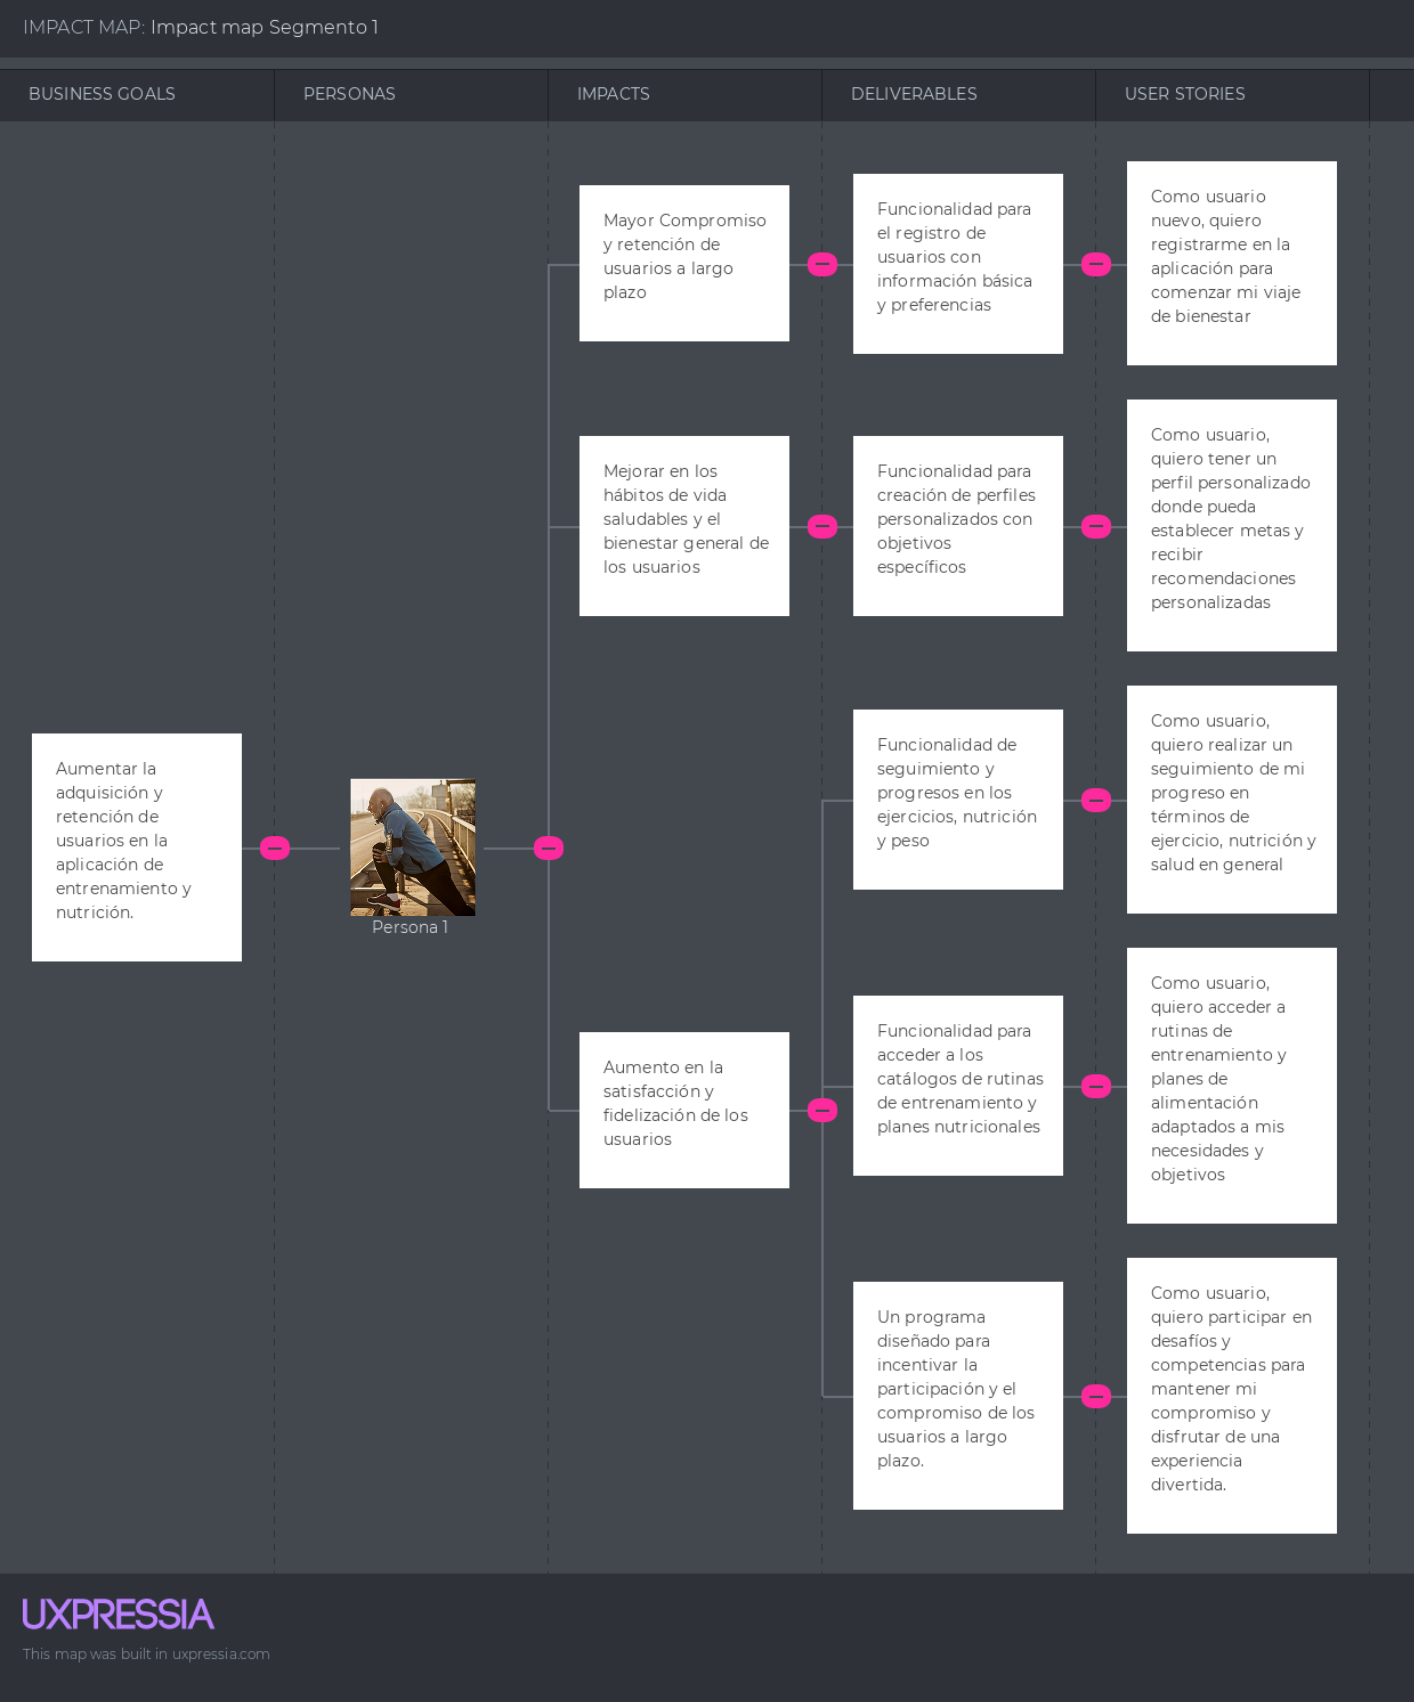 IMPACT MAP: Impact map Segmento 1
BUSINESS GOALS
PERSONAS
IMPACTS
DELIVERABLES
USER STORIES
Aumentar la
adquisición y
retención de
usuarios en la
aplicación de
entrenamiento y
nutrición.
Persona 1
Mayor Compromiso
y retención de
usuarios a largo
plazo
Funcionalidad para
el registro de
usuarios con
información básica
y preferencias
Como usuario
nuevo, quiero
registrarme en la
aplicación para
comenzar mi viaje
de bienestar
Mejorar en los
hábitos de vida
saludables y el
bienestar general de
los usuarios
Funcionalidad para
creación de perfiles
personalizados con
objetivos
específicos
Como usuario,
quiero tener un
perfil personalizado
donde pueda
establecer metas y
recibir
recomendaciones
personalizadas
Aumento en la
satisfacción y
fidelización de los
usuarios
Funcionalidad de
seguimiento y
progresos en los
ejercicios, nutrición
y peso
Como usuario,
quiero realizar un
seguimiento de mi
progreso en
términos de
ejercicio, nutrición y
salud en general
Funcionalidad para
acceder a los
catálogos de rutinas
de entrenamiento y
planes nutricionales
Como usuario,
quiero acceder a
rutinas de
entrenamiento y
planes de
alimentación
adaptados a mis
necesidades y
objetivos
Un programa
diseñado para
incentivar la
participación y el
compromiso de los
usuarios a largo
plazo.
Como usuario,
quiero participar en
desafíos y
competencias para
mantener mi
compromiso y
disfrutar de una
experiencia
divertida.
UXPRESSIA
This map was built in uxpressia.com